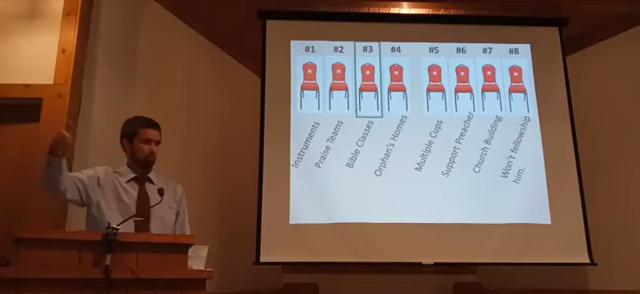 #1 #2 #3 #4 #5 #6 #7 #8
Instruments
Praise Teams
Bible Classes
Orphan's Homes
Multiple Cups
Support Preacher
Church Building
Won't fellowship
him.